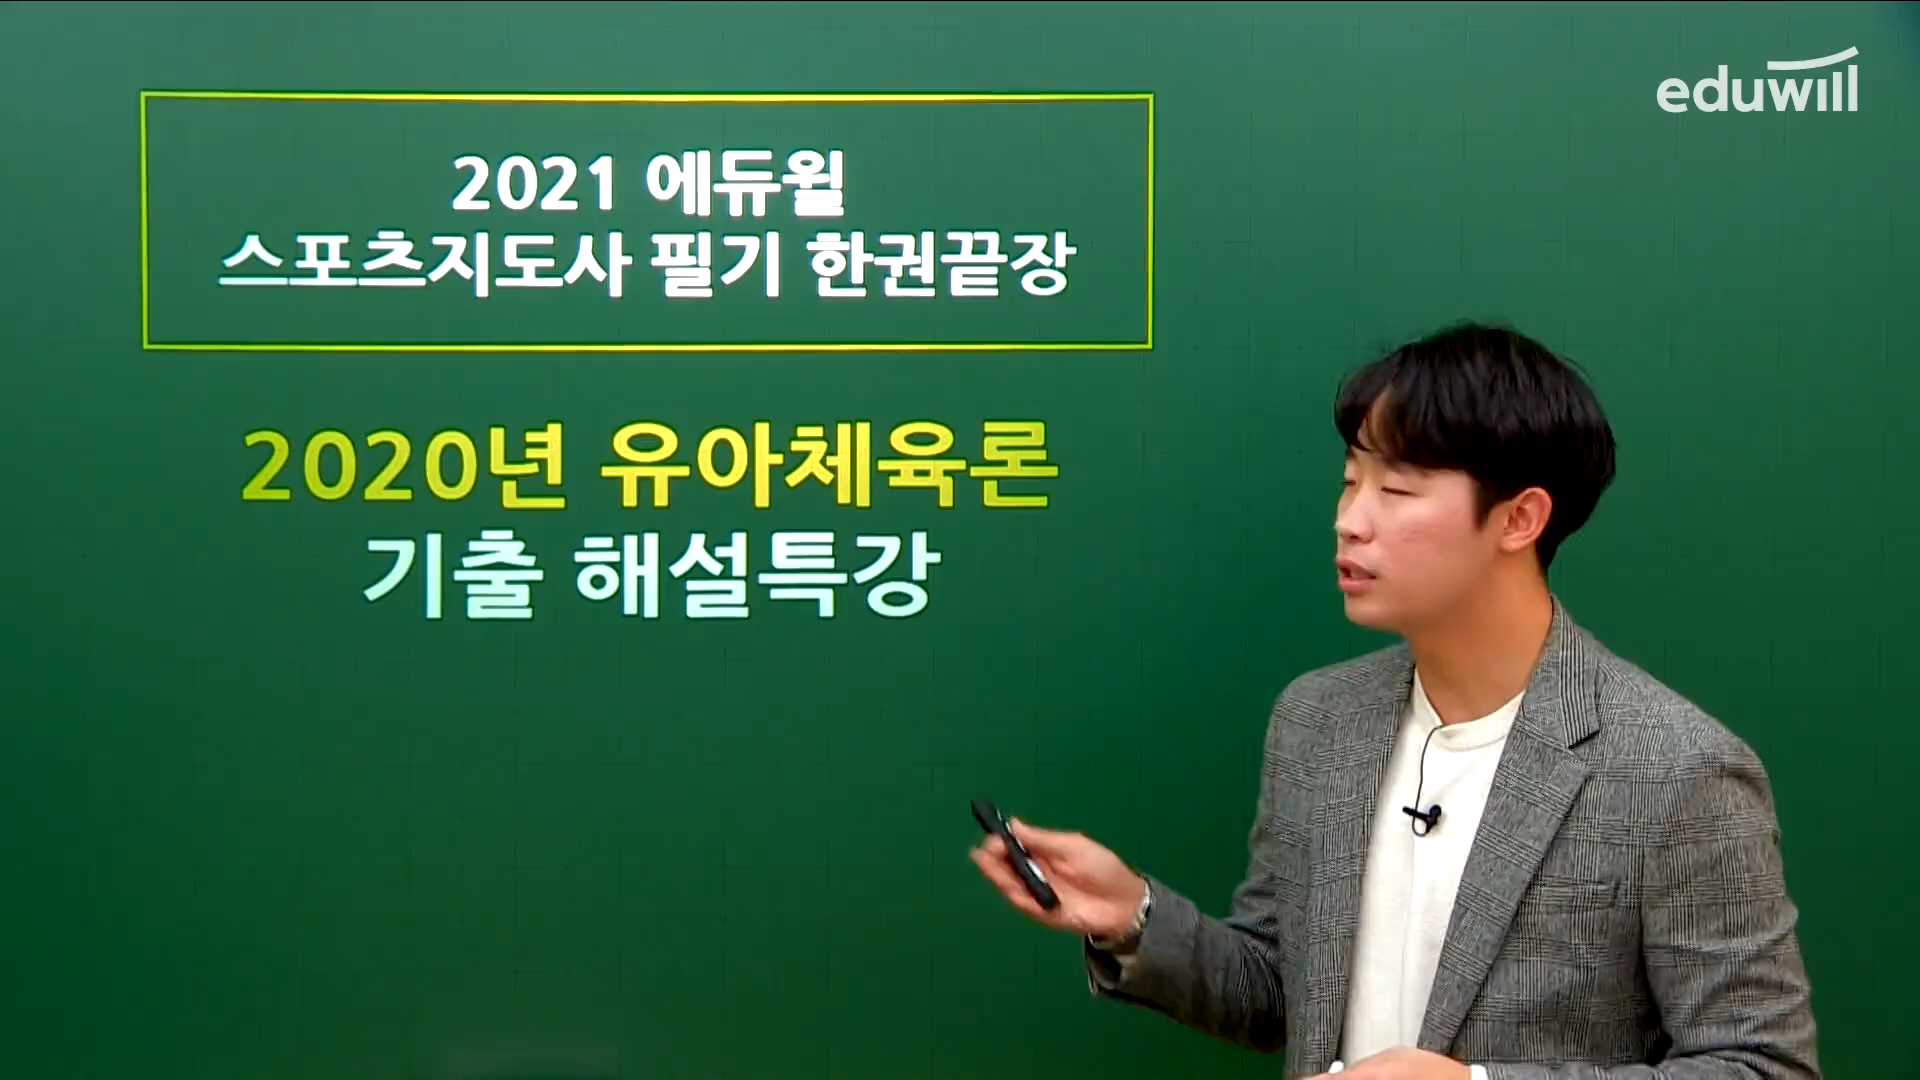 eduwill
2021 에듀윌
스포츠지도사 필기 한권끝장
2020년 유아체육론
기출 해설특강